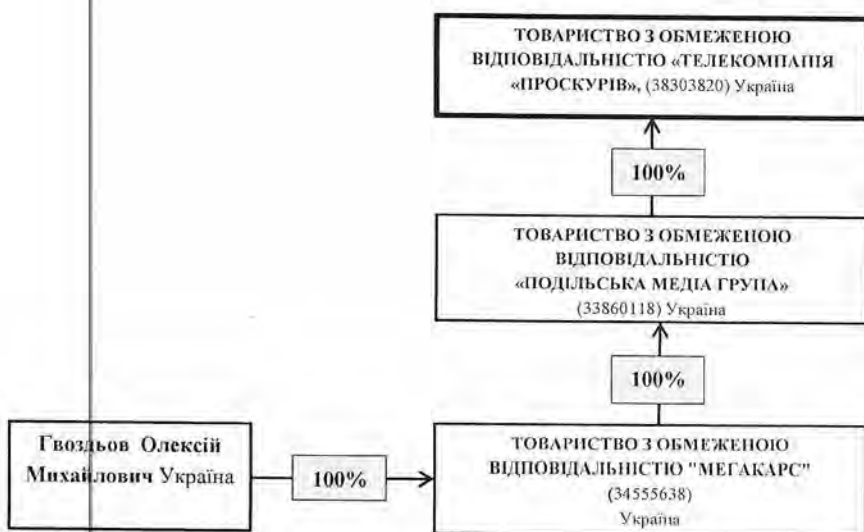 ТОВАРИСТВО З ОБМЕЖЕНОЮ
ВІДПОВІДАЛЬНІСТЮ «ТЕЛЕКОМПАНІЯ
«ПРОСКУРІВ», (38303820) Україна
100%
ТОВАРИСТВО З ОБМЕЖЕНОЮ
ВІДПОВІДАЛЬНІСТЮ
«ПОДІЛЬСЬКА МЕДІА ГРУПА»
(33860118) Україна
100%
Гвоздьов Олексій
Михайлович Україна
100%
ТОВАРИСТВО З ОБМЕЖЕНОЮ
ВІДПОВІДАЛЬНІСТЮ "МЕГАКАРС"
(34555638)
Україна